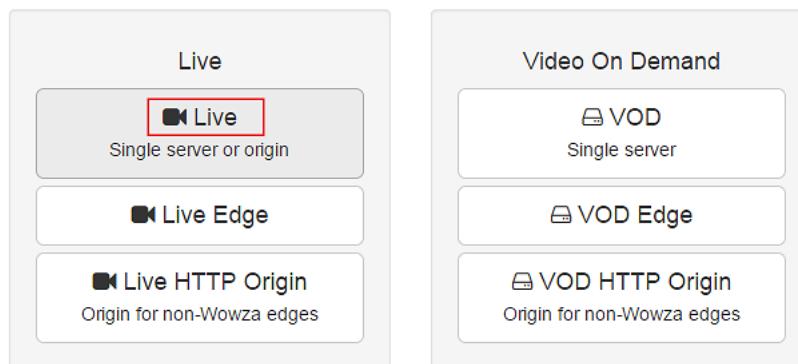 Live
Live
Single server or origin
Live Edge
Live HTTP Origin
Origin for non-Wowza edges
Video On Demand
VOD
Single server
VOD Edge
VOD HTTP Origin
Origin for non-Wowza edges